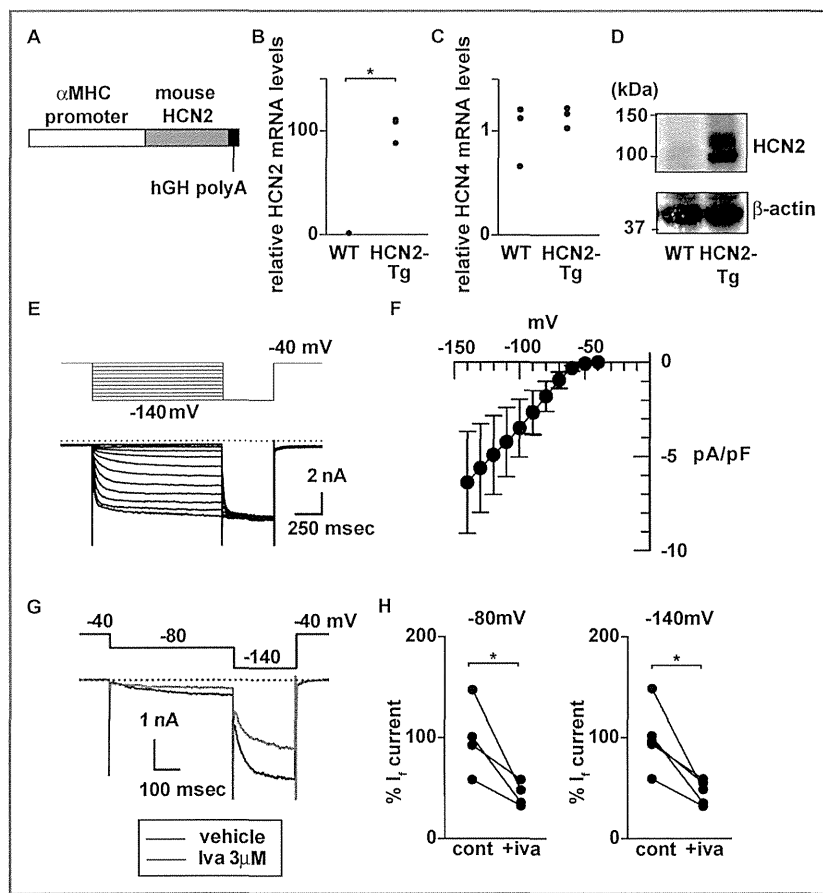 A
αMHC
promoter
mouse
HCN2
hGH polyA
B
relative HCN2 mRNA levels
100
0
*
WT
HCN2-
Tg
C
relative HCN4 mRNA levels
1
0
WT
HCN2-
Tg
D
(kDa)
150
100
37
HCN2
β-actin
WT
HCN2-
Tg
E
-40 mV
-140 mV
2 nA
250 msec
F
mV
-150
-100
-50
0
-5
-10
pA/pF
G
-40
-80
-140
-40 mV
1 nA
100 msec
vehicle
Iva 3µM
H
-80mV
% If current
200
100
0
*
cont +iva
-140mV
% If current
200
100
0
*
cont +iva